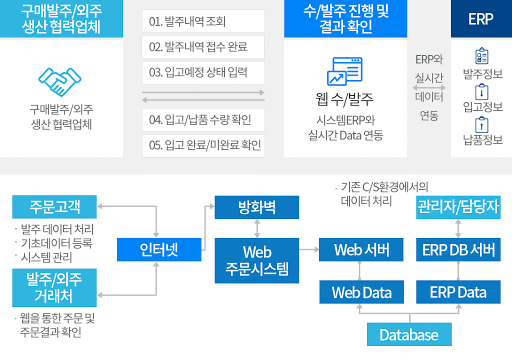 구매발주/외주
생산 협력업체
구매발주/외주
생산 협력업체
01. 발주내역 조회
02. 발주내역 접수 완료
03. 입고예정 상태 입력
04. 입고/납품 수량 확인
05. 입고 완료/미완료 확인
수/발주 진행 및
결과 확인
웹 수/발주
시스템ERP와
실시간 Data 연동
ERP와
실시간
데이터
연동
ERP
발주정보
입고정보
납품정보
주문고객
· 발주 데이터 처리
· 기초데이터 등록
· 시스템 관리
발주/외주
거래처
· 웹을 통한 주문 및
주문결과 확인
인터넷
방화벽
Web
주문시스템
· 기존 C/S환경에서의
데이터 처리
관리자/담당자
Web 서버
ERP DB 서버
Web Data
ERP Data
Database